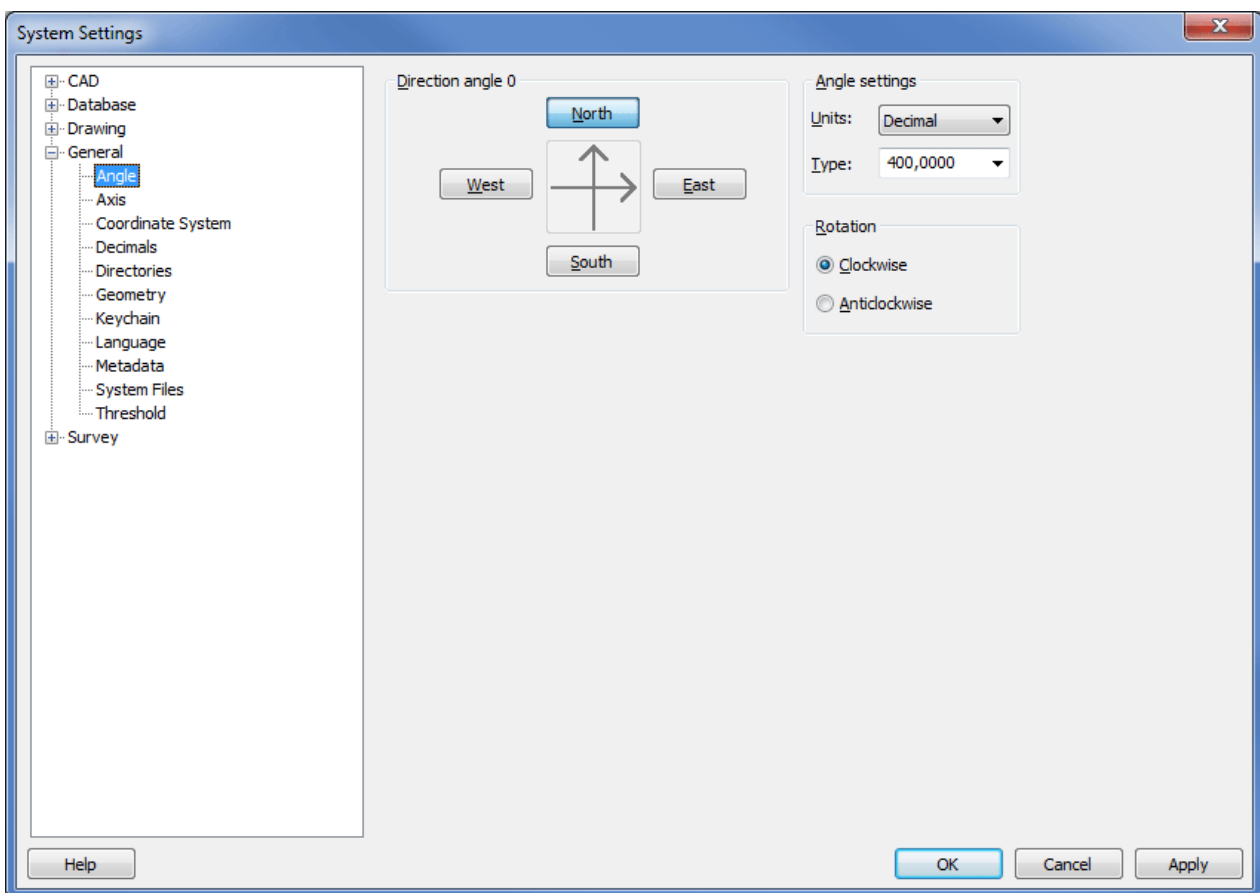 System Settings
CAD
Database
Drawing
General
Angle
Axis
Coordinate System
Decimals
Directories
Geometry
Keychain
Language
Metadata
System Files
Threshold
Survey
Direction angle 0
North
West
East
South
Angle settings
Units: Decimal
Type: 400,0000
Rotation
Clockwise
Anticlockwise
Help
OK
Cancel
Apply